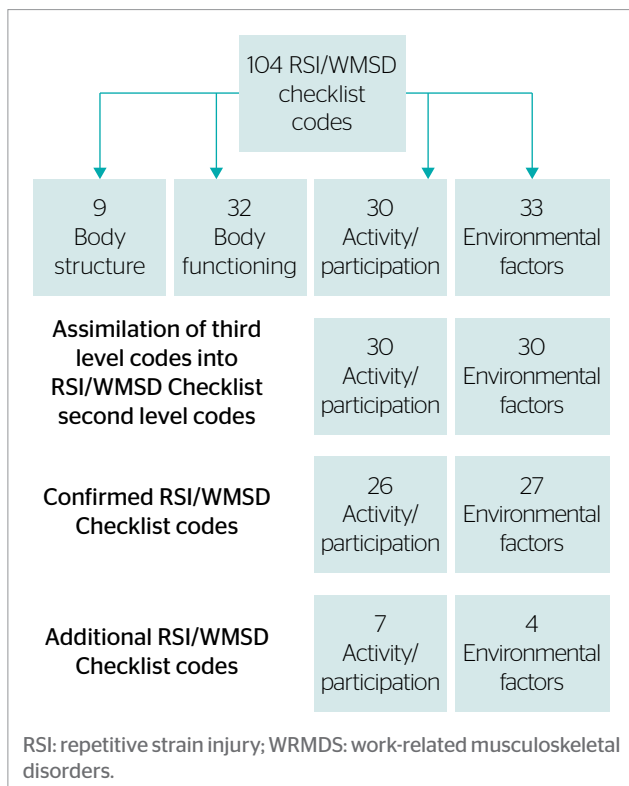 104 RSI/WMSD
checklist
codes
9
Body
structure
32
Body
functioning
30
Activity/
participation
33
Environmental
factors
Assimilation of third
level codes into
RSI/WMSD Checklist
second level codes
30
Activity/
participation
30
Environmental
factors
Confirmed RSI/WMSD
Checklist codes
26
Activity/
participation
27
Environmental
factors
Additional RSI/WMSD
Checklist codes
7
Activity/
participation
4
Environmental
factors
RSI: repetitive strain injury; WRMDS: work-related musculoskeletal
disorders.